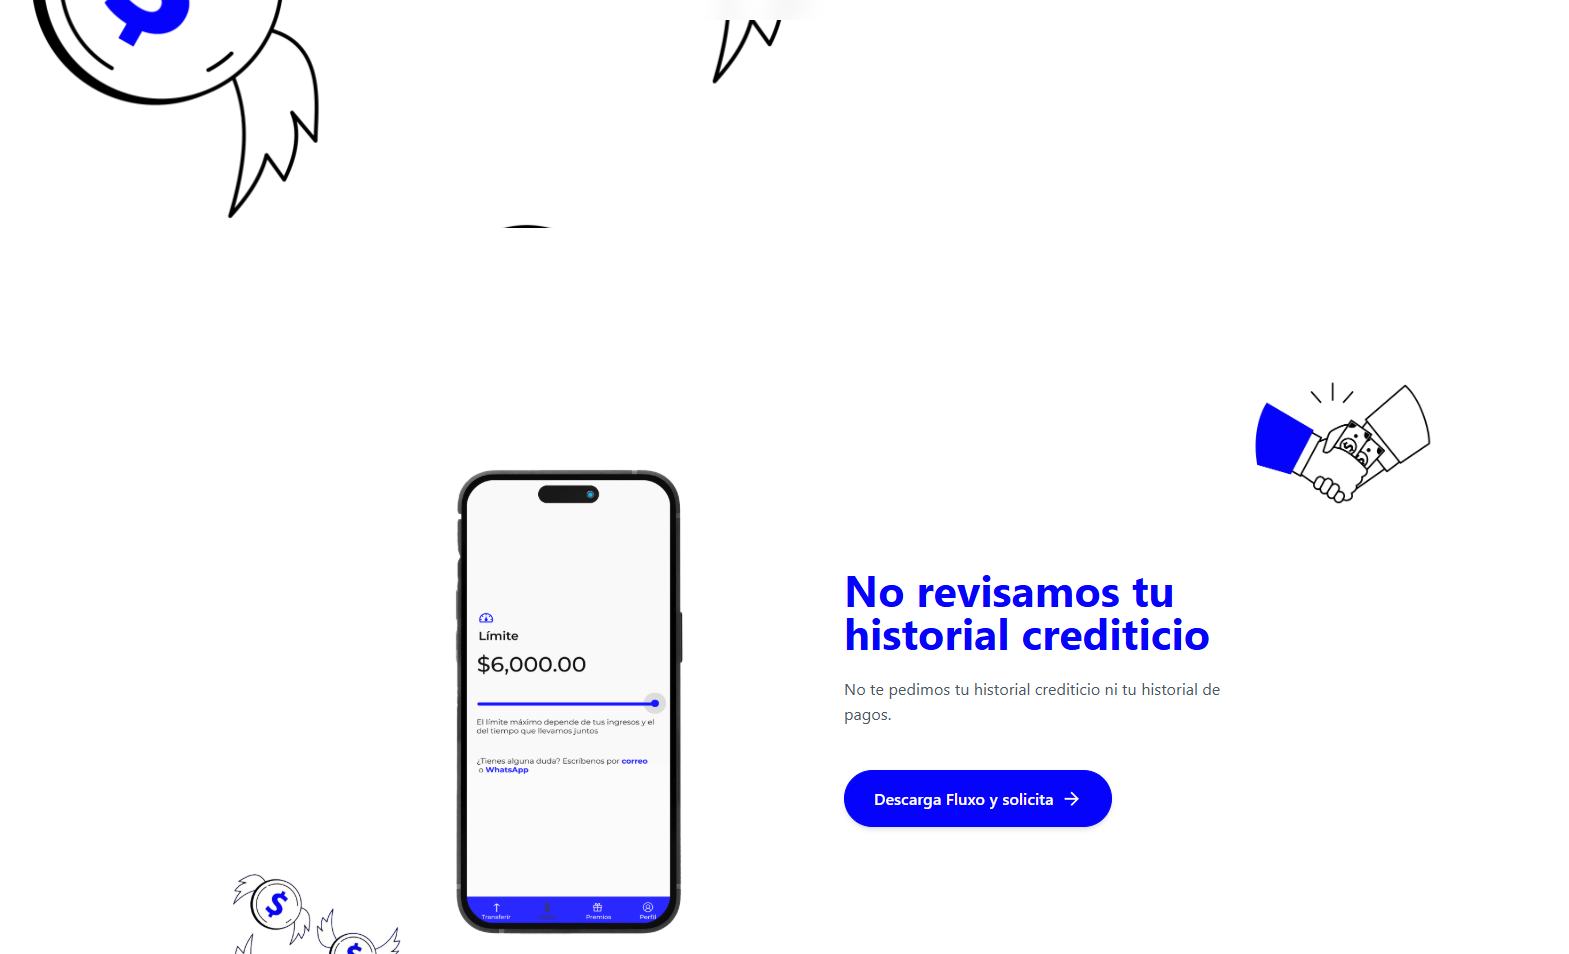 Límite
$6,000.00
El límite máximo depende de tus ingresos y el
del tiempo que llevamos juntos
¿Tienes alguna duda? Escríbenos por correo
o WhatsApp
Transferir
Premios
Perfil
No revisamos tu
historial crediticio
No te pedimos tu historial crediticio ni tu historial de
pagos.
Descarga Fluxo y solicita